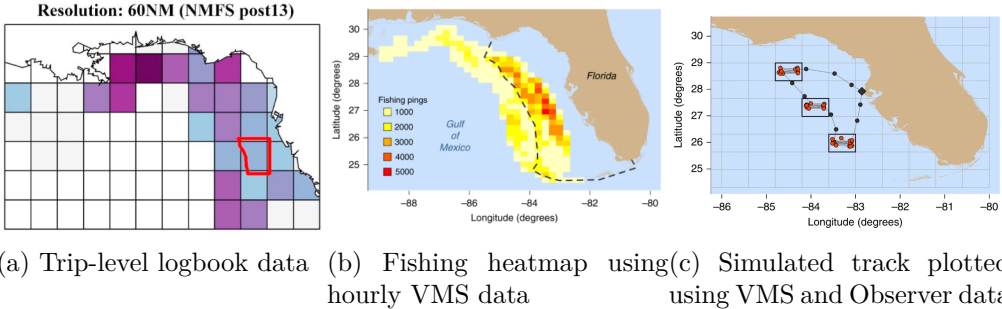 Resolution: 60NM (NMFS post13)
30
29
28
27
26
25
Latitude (degrees)
Fishing pings
1000
2000
3000
4000
5000
Gulf
of
Mexico
Florida
−88
−86
−84
−82
−80
Longitude (degrees)
30
29
28
27
26
25
Latitude (degrees)
−86
−85
−84
−83
−82
−81
−80
Longitude (degrees)
a) Trip-level logbook data
(b) Fishing heatmap using
hourly VMS data
(c) Simulated track plotted
using VMS and Observer data